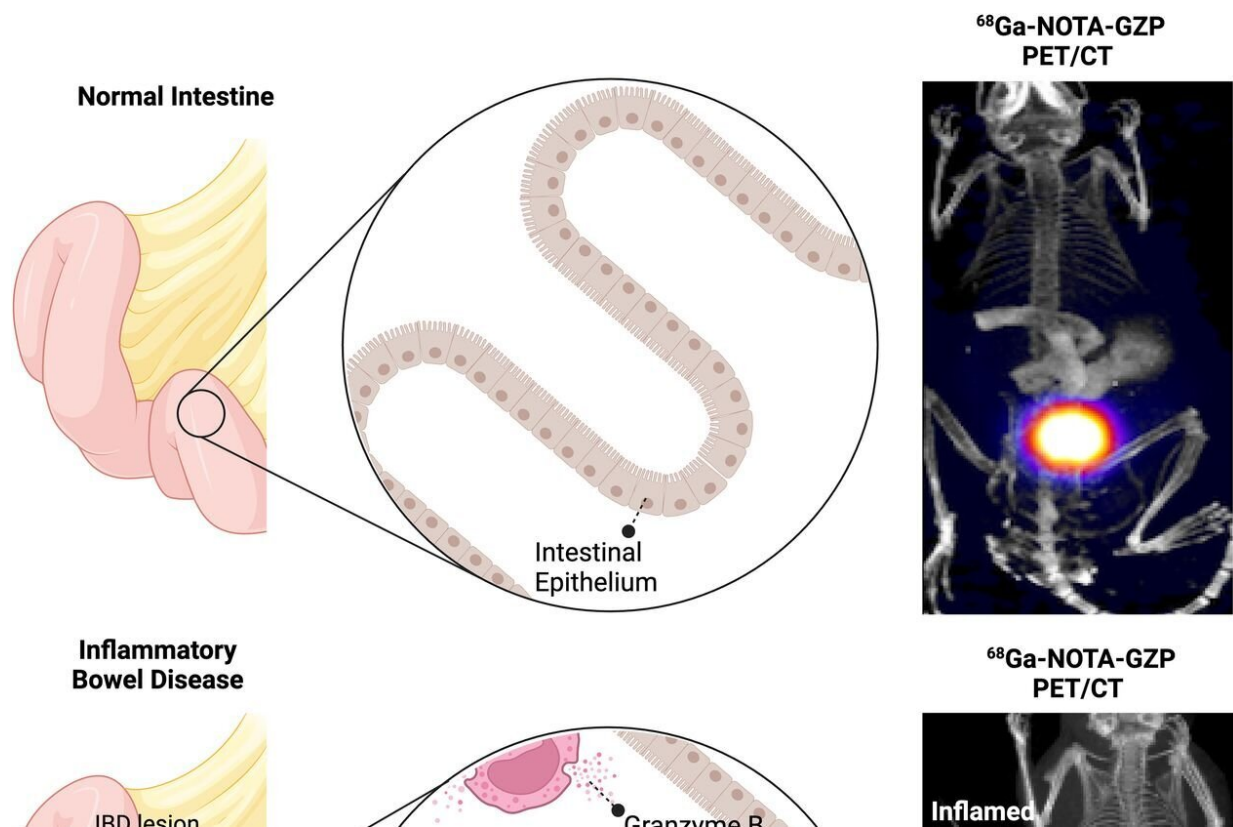 ⁶⁸Ga-NOTA-GZP
PET/CT
Normal Intestine
Intestinal
Epithelium
Inflammatory
Bowel Disease
⁶⁸Ga-NOTA-GZP
PET/CT
Inflamed
IBD lesion
Granzyme B